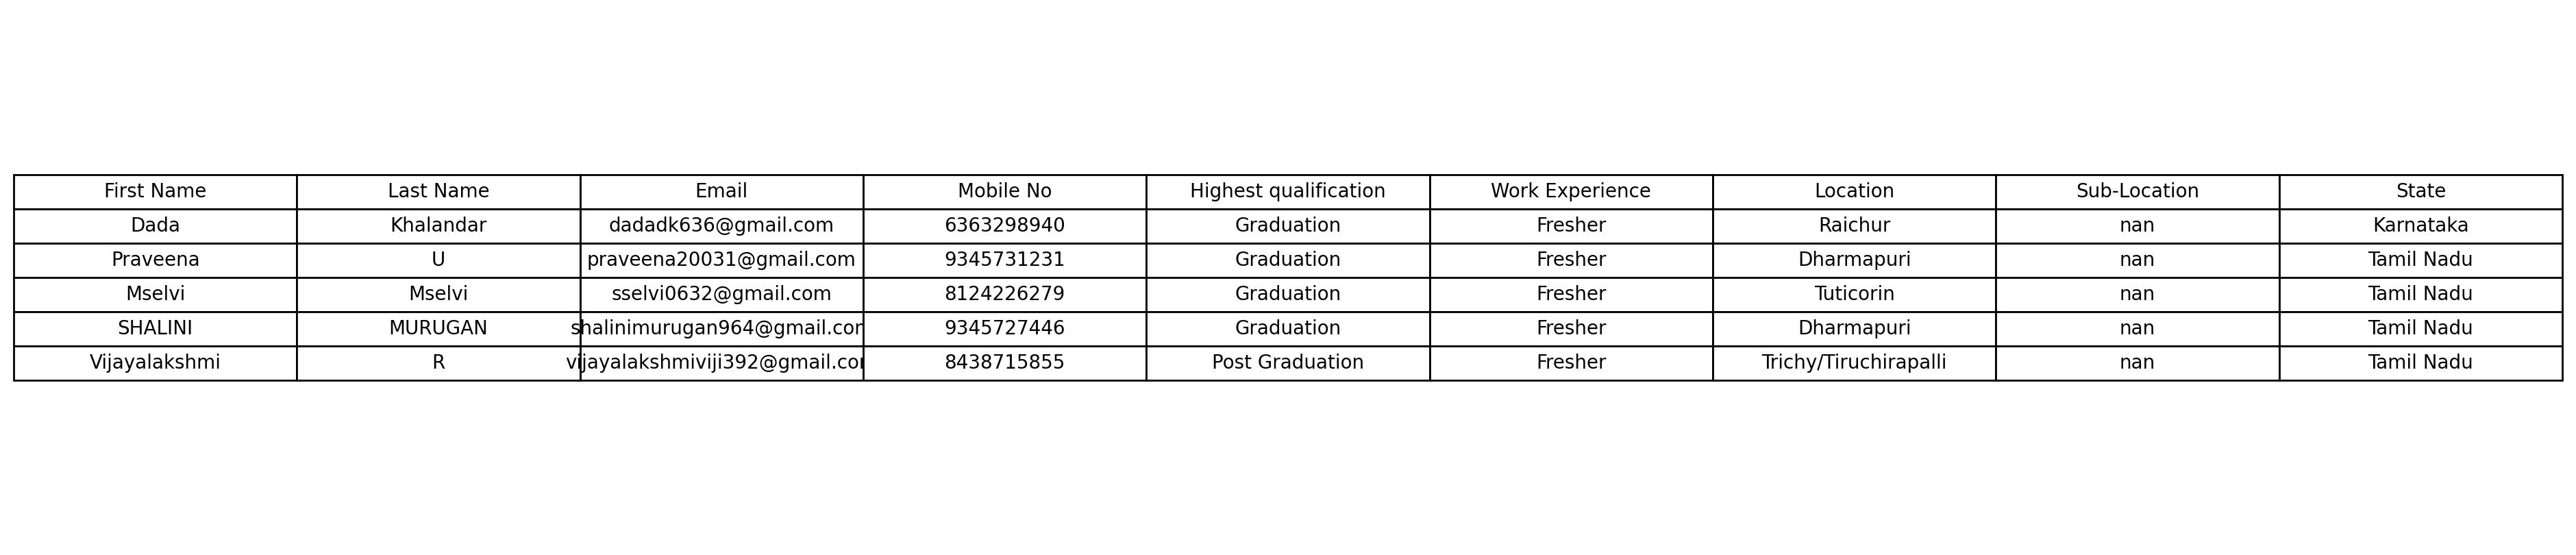 First Name Last Name Email Mobile No Highest qualification Work Experience Location Sub-Location State
Dada Khalandar dadadk636@gmail.com 6363298940 Graduation Fresher Raichur nan Karnataka
Praveena U praveena20031@gmail.com 9345731231 Graduation Fresher Dharmapuri nan Tamil Nadu
Mselvi Mselvi sselvi0632@gmail.com 8124226279 Graduation Fresher Tuticorin nan Tamil Nadu
SHALINI MURUGAN shalinimurugan964@gmail.com 9345727446 Graduation Fresher Dharmapuri nan Tamil Nadu
Vijayalakshmi R vijayalakshmiviji392@gmail.com 8438715855 Post Graduation Fresher Trichy/Tiruchirapalli nan Tamil Nadu